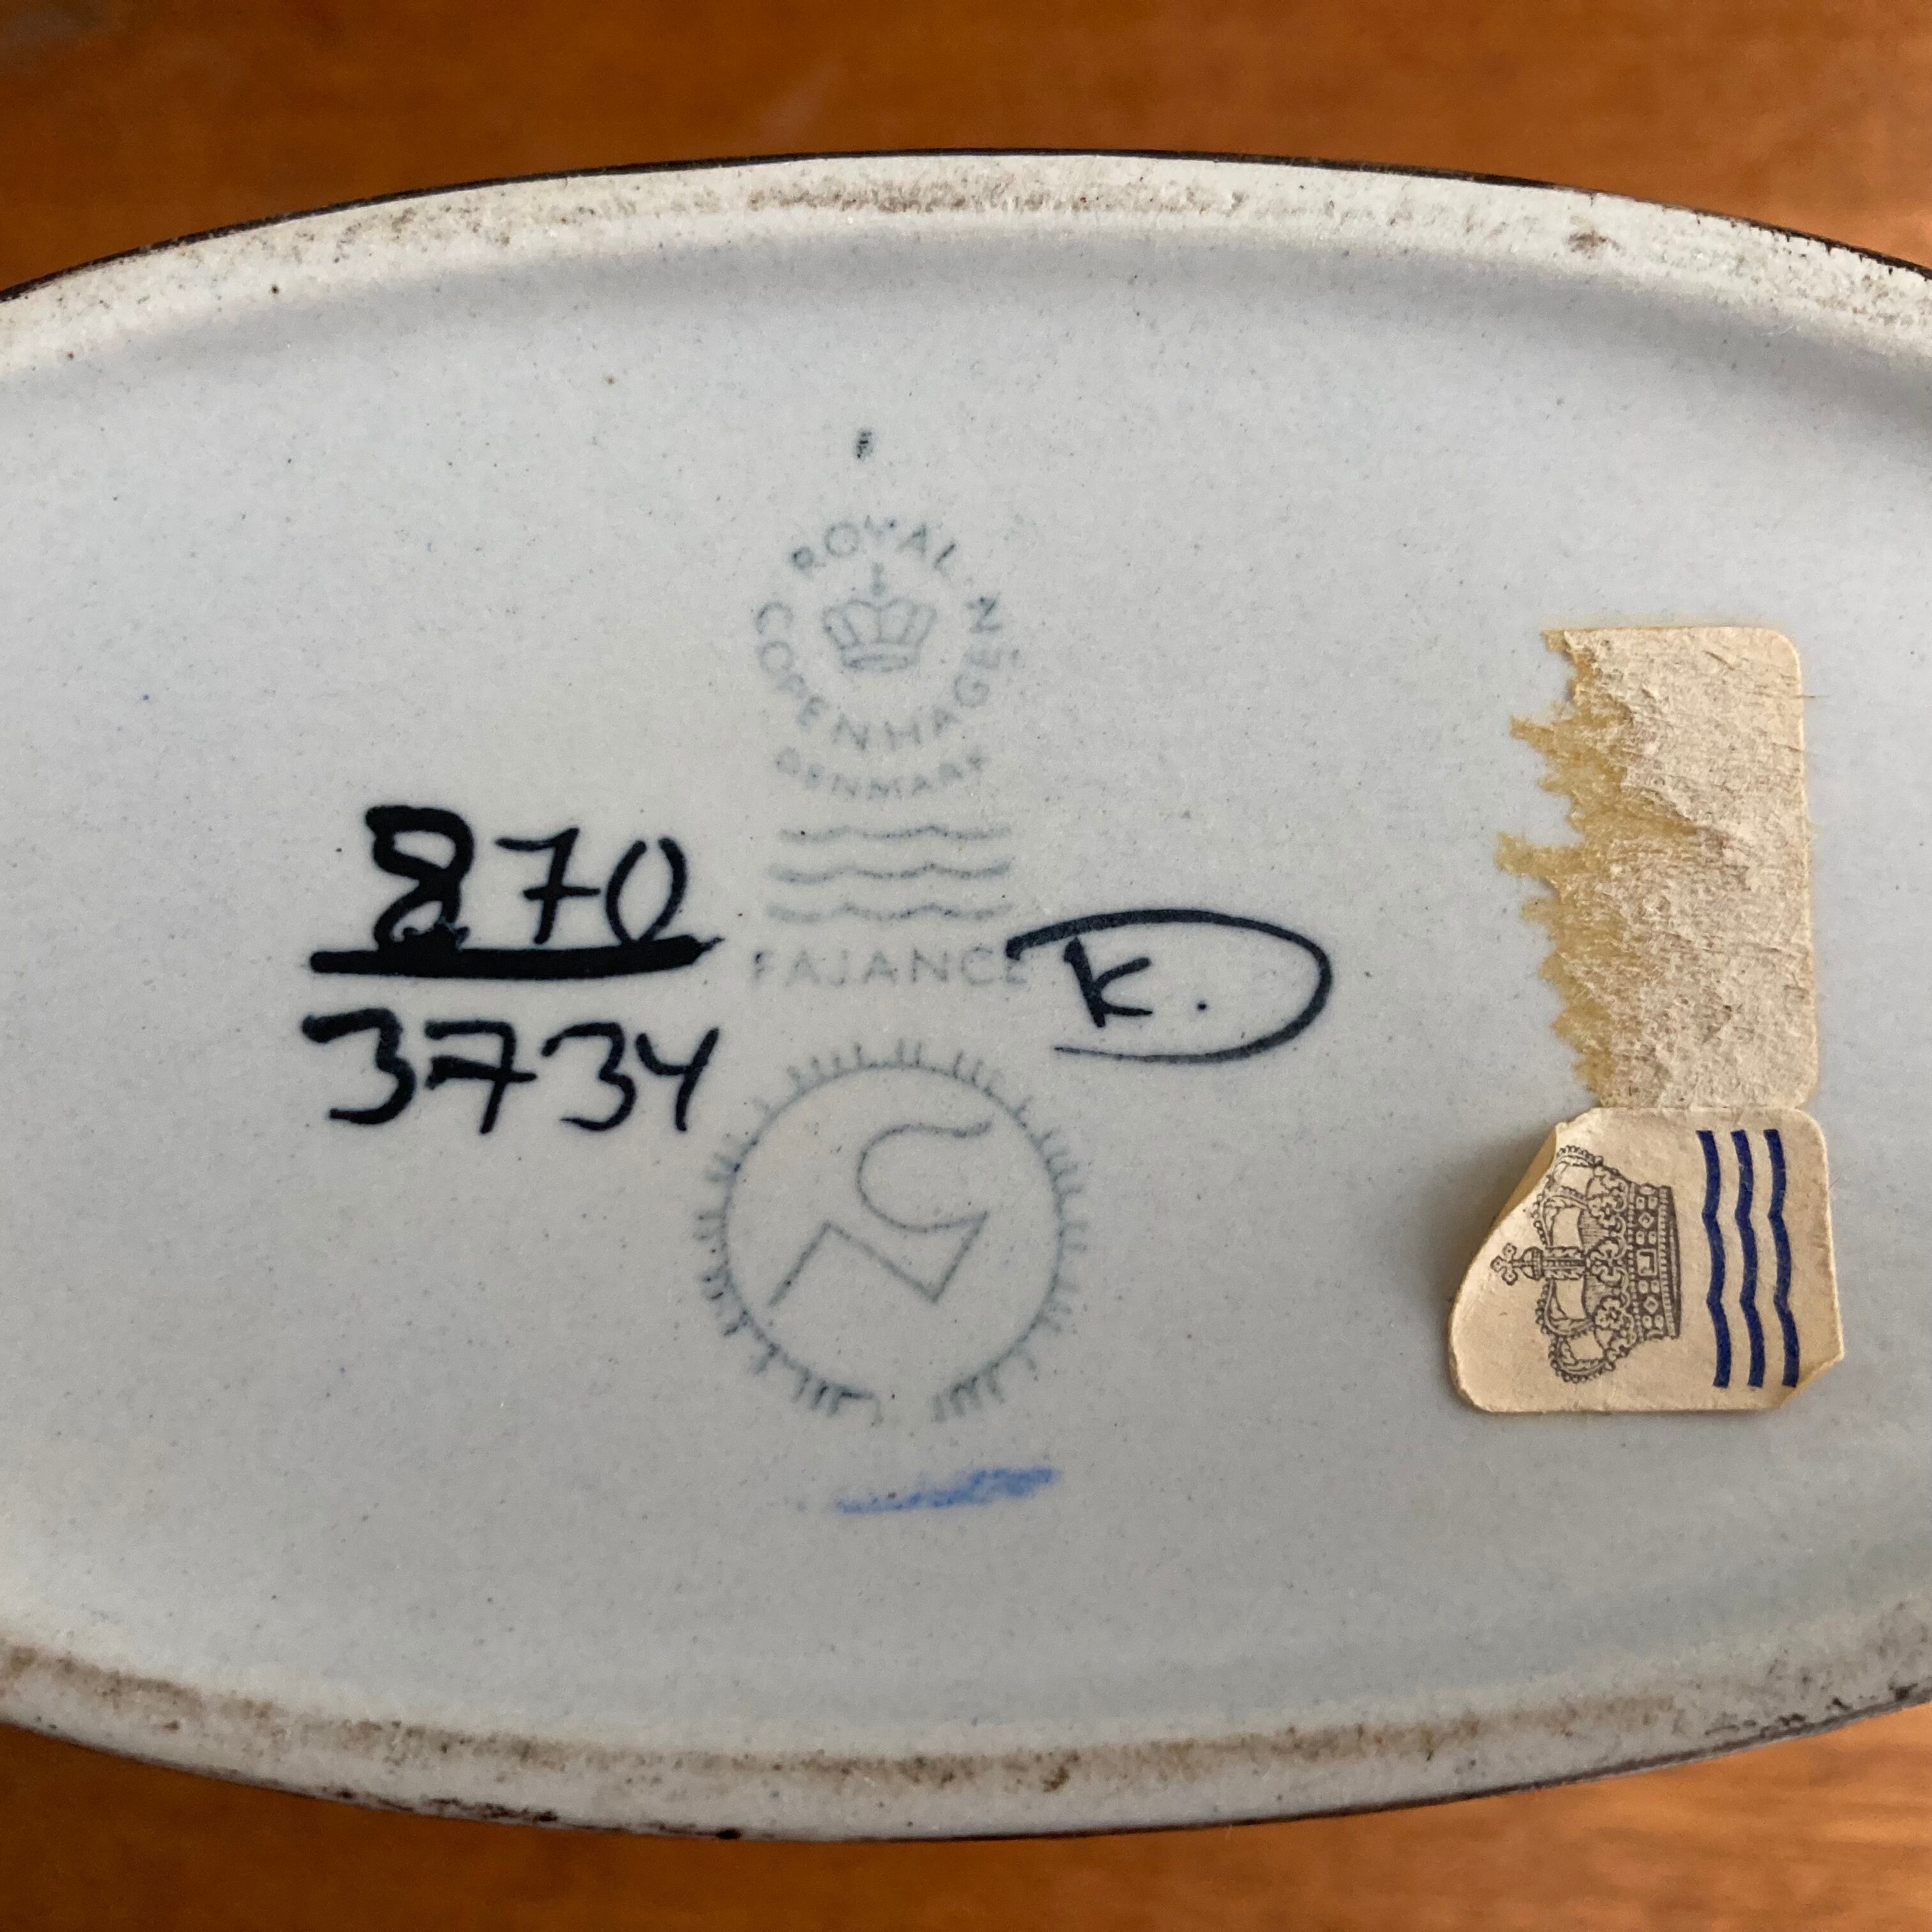 ROYAL
COPENHAGEN
DENMARK
870
FAJANCE
K.
3734